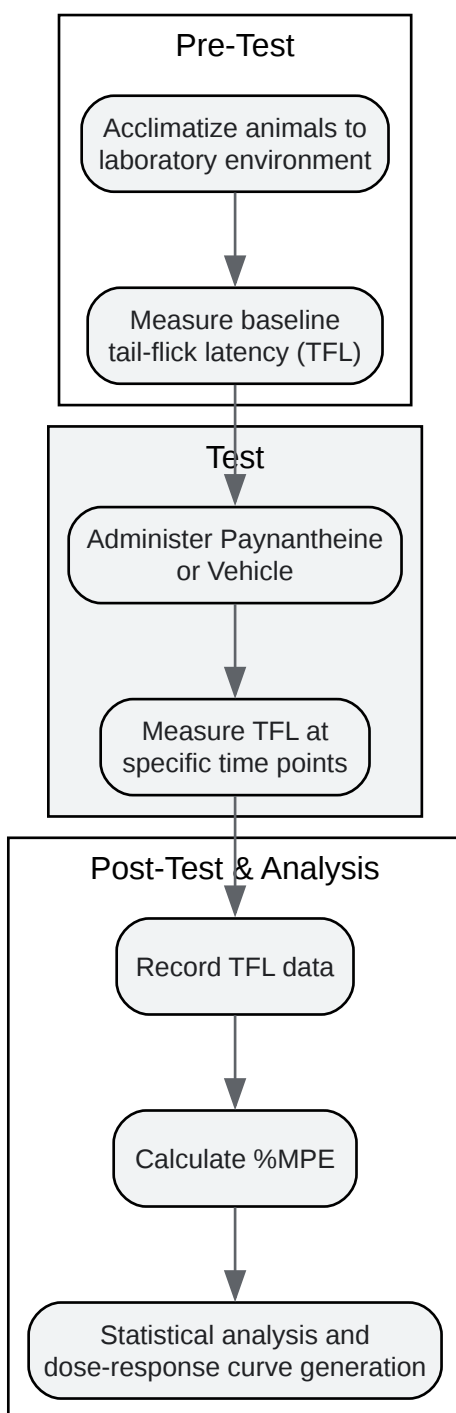 Pre-Test
Acclimatize animals to
laboratory environment
Measure baseline
tail-flick latency (TFL)
Test
Administer Paynantheine
or Vehicle
Measure TFL at
specific time points
Post-Test & Analysis
Record TFL data
Calculate %MPE
Statistical analysis and
dose-response curve generation